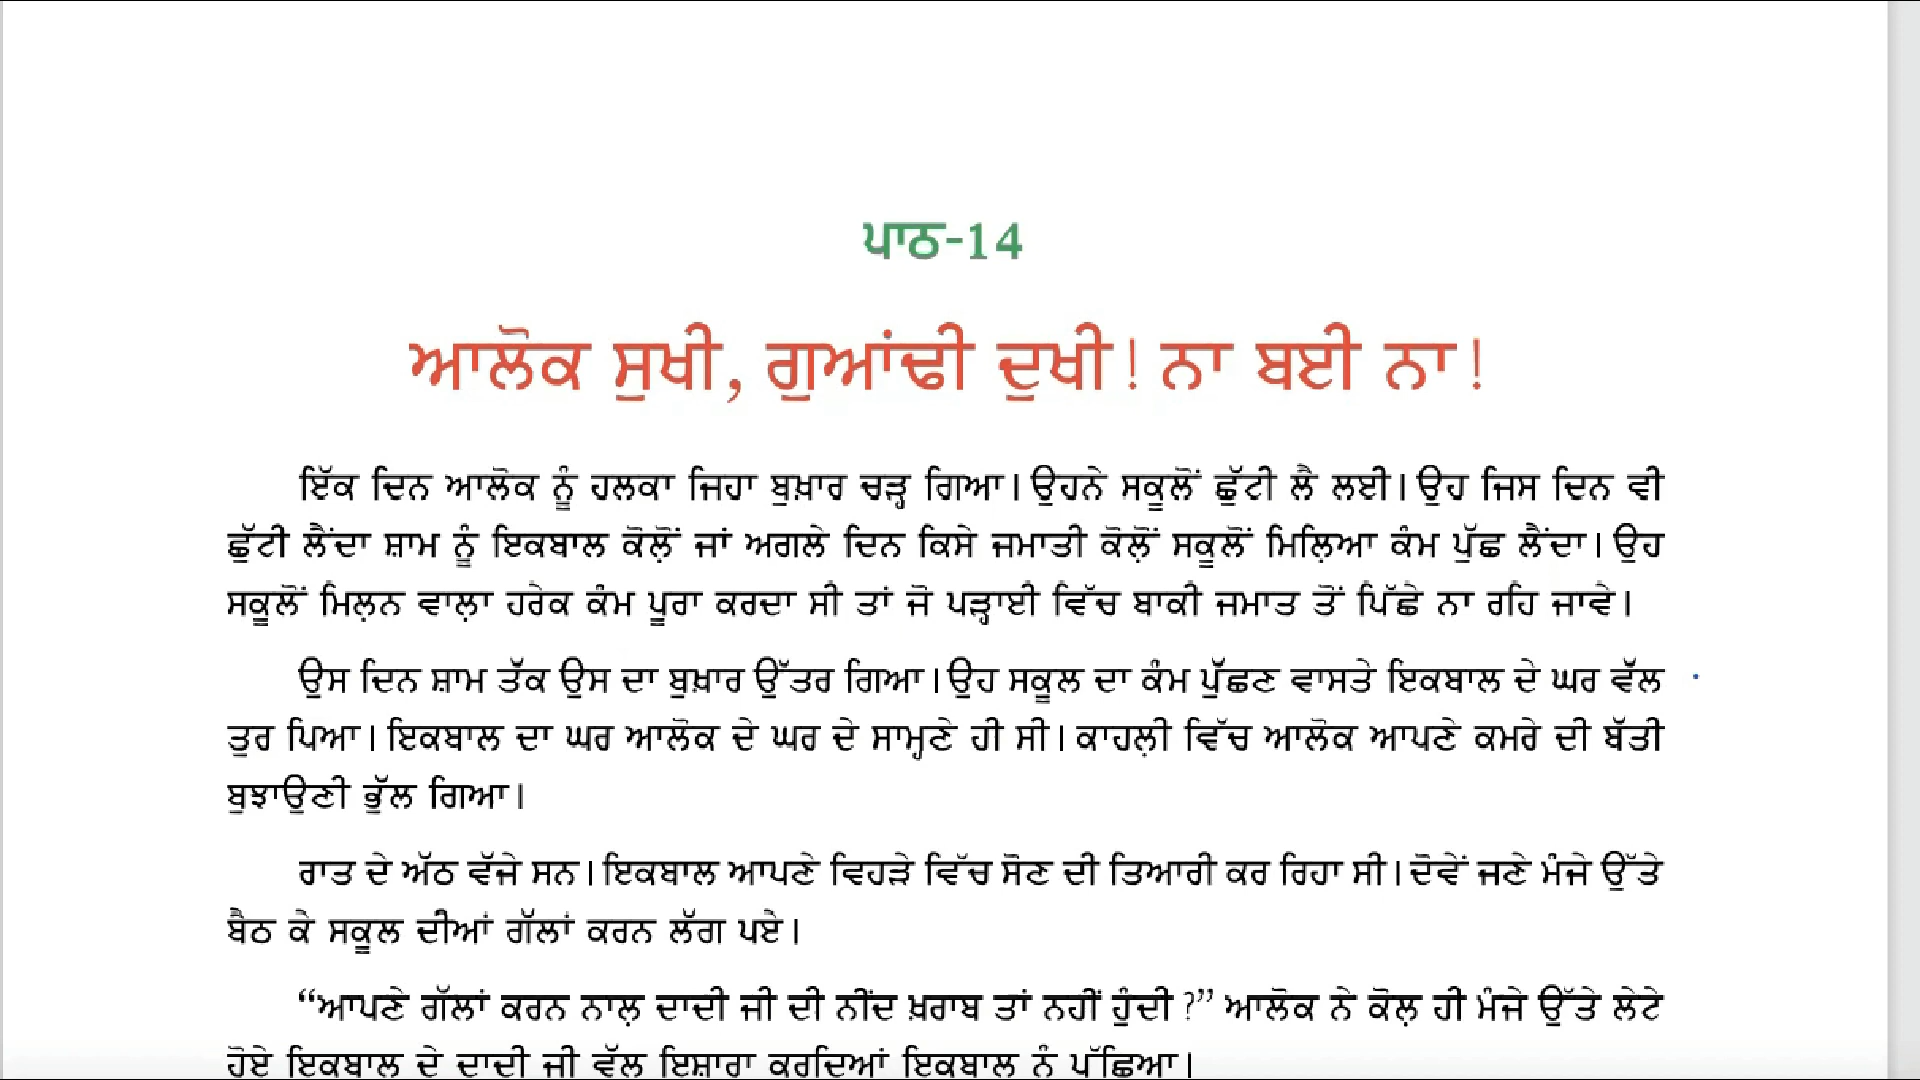 ਪਾਠ-14
ਆਲੋਕ ਸੁਖੀ, ਗੁਆਂਢੀ ਦੁਖੀ! ਨਾ ਬਈ ਨਾ!
ਇੱਕ ਦਿਨ ਆਲੋਕ ਨੂੰ ਹਲਕਾ ਜਿਹਾ ਬੁਖ਼ਾਰ ਚੜ੍ਹ ਗਿਆ। ਉਹਨੇ ਸਕੂਲੋਂ ਛੁੱਟੀ ਲੈ ਲਈ। ਉਹ ਜਿਸ ਦਿਨ ਵੀ
ਛੁੱਟੀ ਲੈਂਦਾ ਸ਼ਾਮ ਨੂੰ ਇਕਬਾਲ ਕੋਲ਼ੋਂ ਜਾਂ ਅਗਲੇ ਦਿਨ ਕਿਸੇ ਜਮਾਤੀ ਕੋਲ਼ੋਂ ਸਕੂਲੋਂ ਮਿਲ਼ਿਆ ਕੰਮ ਪੁੱਛ ਲੈਂਦਾ। ਉਹ
ਸਕੂਲੋਂ ਮਿਲ਼ਨ ਵਾਲ਼ਾ ਹਰੇਕ ਕੰਮ ਪੂਰਾ ਕਰਦਾ ਸੀ ਤਾਂ ਜੋ ਪੜ੍ਹਾਈ ਵਿੱਚ ਬਾਕੀ ਜਮਾਤ ਤੋਂ ਪਿੱਛੇ ਨਾ ਰਹਿ ਜਾਵੇ।
ਉਸ ਦਿਨ ਸ਼ਾਮ ਤੱਕ ਉਸ ਦਾ ਬੁਖ਼ਾਰ ਉੱਤਰ ਗਿਆ। ਉਹ ਸਕੂਲ ਦਾ ਕੰਮ ਪੁੱਛਣ ਵਾਸਤੇ ਇਕਬਾਲ ਦੇ ਘਰ ਵੱਲ
ਤੁਰ ਪਿਆ। ਇਕਬਾਲ ਦਾ ਘਰ ਆਲੋਕ ਦੇ ਘਰ ਦੇ ਸਾਮ੍ਹਣੇ ਹੀ ਸੀ। ਕਾਹਲ਼ੀ ਵਿੱਚ ਆਲੋਕ ਆਪਣੇ ਕਮਰੇ ਦੀ ਬੱਤੀ
ਬੁਝਾਉਣੀ ਭੁੱਲ ਗਿਆ।
ਰਾਤ ਦੇ ਅੱਠ ਵੱਜੇ ਸਨ। ਇਕਬਾਲ ਆਪਣੇ ਵਿਹੜੇ ਵਿੱਚ ਸੌਣ ਦੀ ਤਿਆਰੀ ਕਰ ਰਿਹਾ ਸੀ। ਦੋਵੇਂ ਜਣੇ ਮੰਜੇ ਉੱਤੇ
ਬੈਠ ਕੇ ਸਕੂਲ ਦੀਆਂ ਗੱਲਾਂ ਕਰਨ ਲੱਗ ਪਏ।
“ਆਪਣੇ ਗੱਲਾਂ ਕਰਨ ਨਾਲ਼ ਦਾਦੀ ਜੀ ਦੀ ਨੀਂਦ ਖ਼ਰਾਬ ਤਾਂ ਨਹੀਂ ਹੁੰਦੀ?” ਆਲੋਕ ਨੇ ਕੋਲ਼ ਹੀ ਮੰਜੇ ਉੱਤੇ ਲੇਟੇ
ਹੋਏ ਇਕਬਾਲ ਦੇ ਦਾਦੀ ਜੀ ਵੱਲ ਇਸ਼ਾਰਾ ਕਰਦਿਆਂ ਇਕਬਾਲ ਨੂੰ ਪੁੱਛਿਆ।